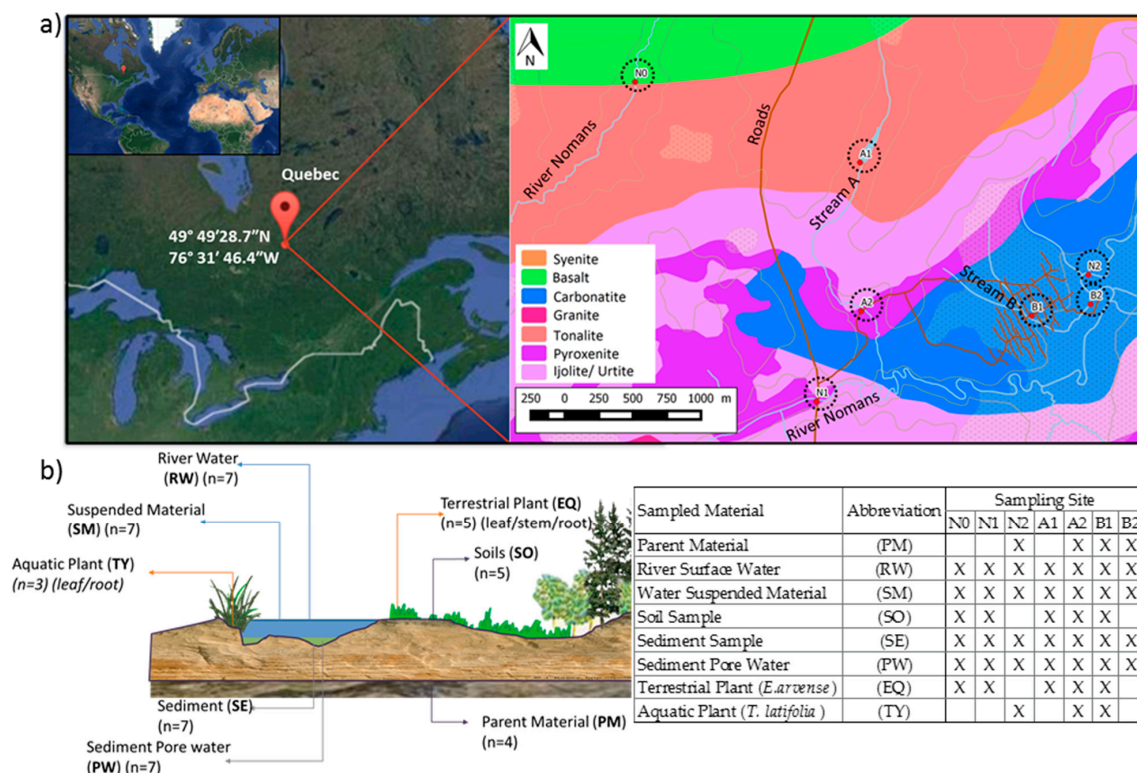 a)
Quebec
49° 49'28.7"N
76° 31' 46.4"W
N
N0
River Nomans
Roads
A1
Stream A
Syenite
Basalt
Carbonatite
Granite
Tonalite
Pyroxenite
Ijolite/ Urtite
250 0 250 500 750 1000 m
A2
Stream B
N2
B1
B2
N1
River Nomans
b)
River Water
(RW) (n=7)
Suspended Material
(SM) (n=7)
Aquatic Plant (TY)
(n=3) (leaf/root)
Terrestrial Plant (EQ)
(n=5) (leaf/stem/root)
Soils (SO)
(n=5)
Sediment (SE)
(n=7)
Sediment Pore water
(PW) (n=7)
Parent Material (PM)
(n=4)
Sampled Material Abbreviation Sampling Site
N0 N1 N2 A1 A2 B1 B2
Parent Material (PM) X X X X
River Surface Water (RW) X X X X X X X
Water Suspended Material (SM) X X X X X X X
Soil Sample (SO) X X X X X
Sediment Sample (SE) X X X X X X X
Sediment Pore Water (PW) X X X X X X X
Terrestrial Plant (E.arvense) (EQ) X X X X X
Aquatic Plant (T. latifolia ) (TY) X X X